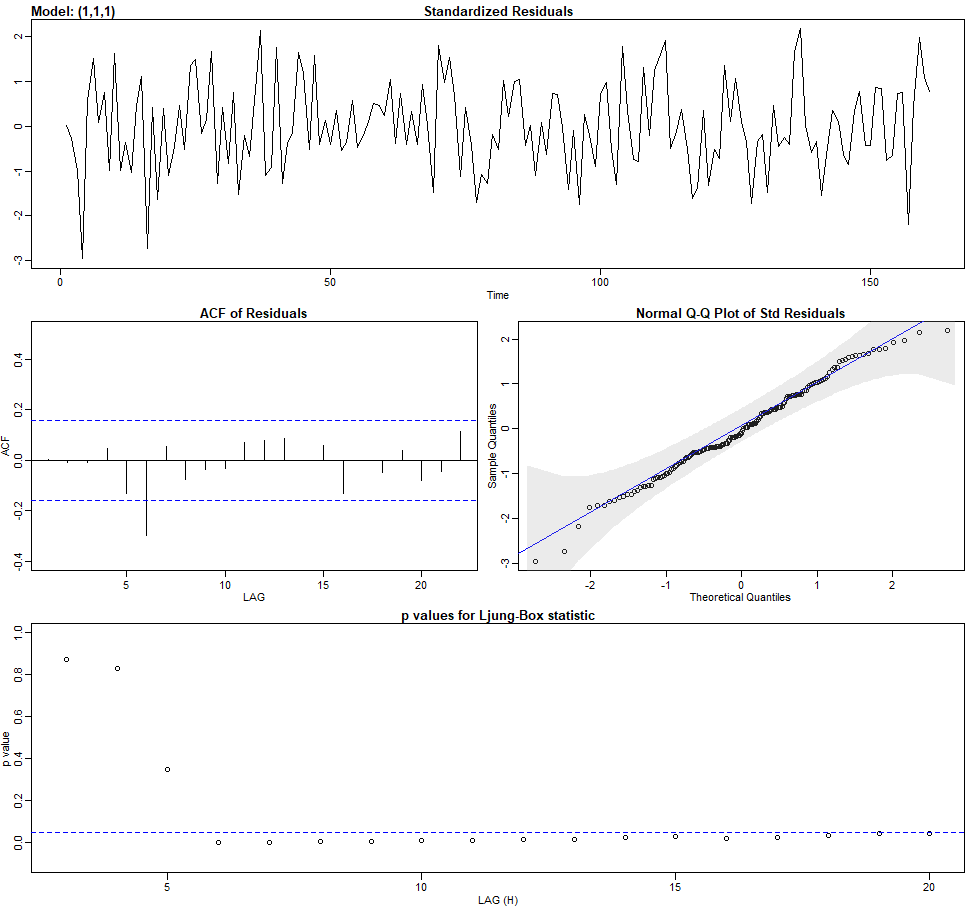 Model: (1,1,1)
Standardized Residuals
2
1
0
-1
-2
-3
0 50 100 150
Time
ACF of Residuals
ACF
0.4
0.2
0.0
-0.2
-0.4
5 10 15 20
LAG
Normal Q-Q Plot of Std Residuals
Sample Quantiles
2
1
0
-1
-2
-3
-2 -1 0 1 2
Theoretical Quantiles
p values for Ljung-Box statistic
p value
1.0
0.8
0.6
0.4
0.2
0.0
5 10 15 20
LAG (H)